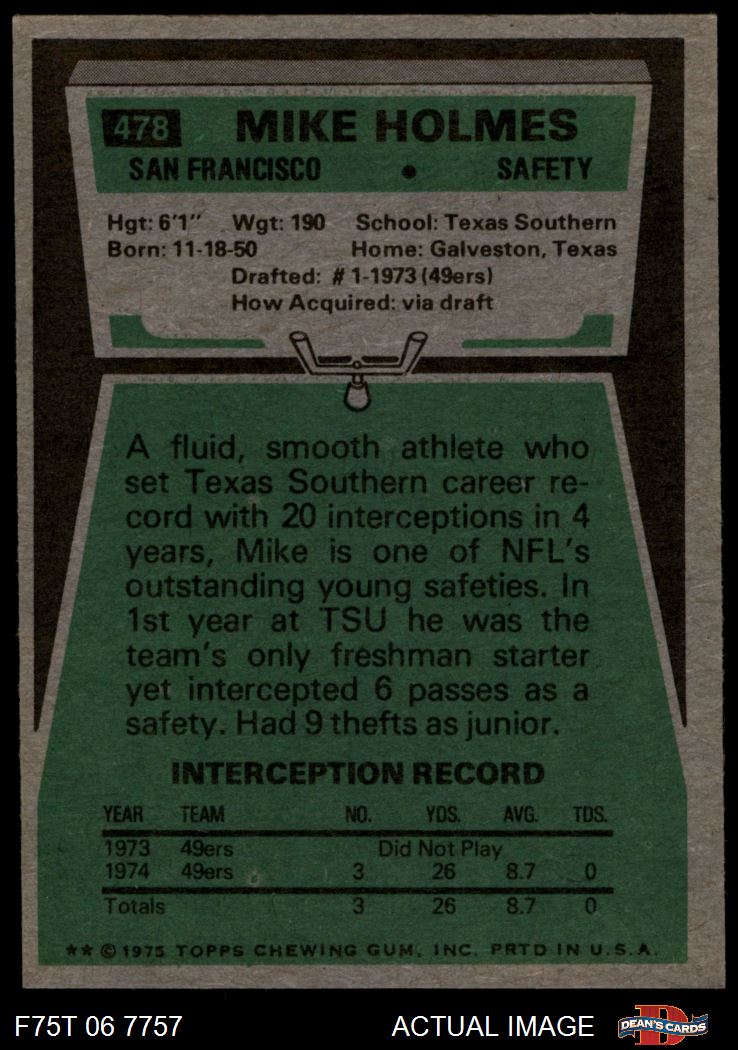 478 MIKE HOLMES
SAN FRANCISCO • SAFETY
Hgt: 6'1" Wgt: 190 School: Texas Southern
Born: 11-18-50 Home: Galveston, Texas
Drafted: #1-1973 (49ers)
How Acquired: via draft
A fluid, smooth athlete who
set Texas Southern career re-
cord with 20 interceptions in 4
years, Mike is one of NFL's
outstanding young safeties. In
1st year at TSU he was the
team's only freshman starter
yet intercepted 6 passes as a
safety. Had 9 thefts as junior.
INTERCEPTION RECORD
YEAR TEAM NO. YDS. AVG. TDS.
1973 49ers Did Not Play
1974 49ers 3 26 8.7 0
Totals 3 26 8.7 0
** © 1975 TOPPS CHEWING GUM, INC. PRTD IN U.S.A.
F75T 06 7757 ACTUAL IMAGE D DEAN'S CARDS